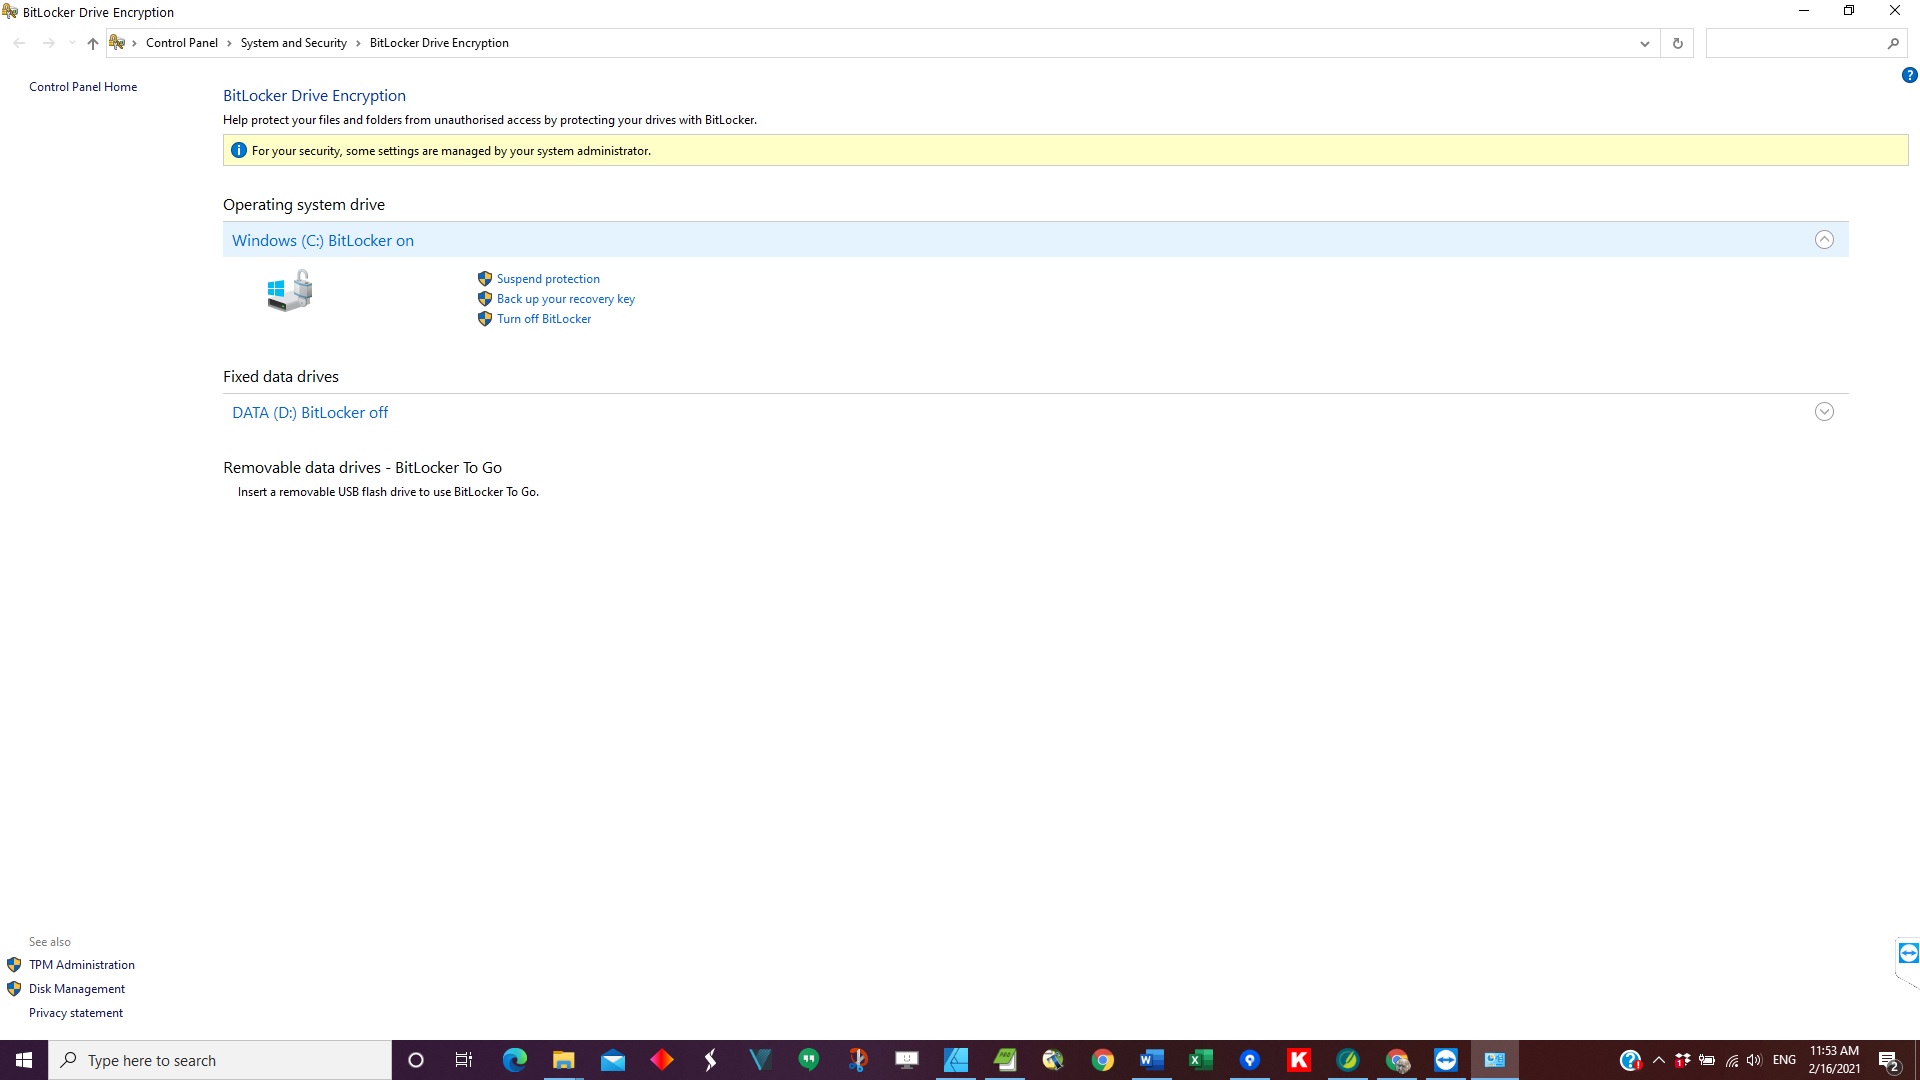 BitLocker Drive Encryption
Control Panel > System and Security > BitLocker Drive Encryption
Control Panel Home
BitLocker Drive Encryption
Help protect your files and folders from unauthorised access by protecting your drives with BitLocker.
For your security, some settings are managed by your system administrator.
Operating system drive
Windows (C:) BitLocker on
Suspend protection
Back up your recovery key
Turn off BitLocker
Fixed data drives
DATA (D:) BitLocker off
Removable data drives - BitLocker To Go
Insert a removable USB flash drive to use BitLocker To Go.
See also
TPM Administration
Disk Management
Privacy statement
Type here to search
ENG
11:53 AM
2/16/2021
2